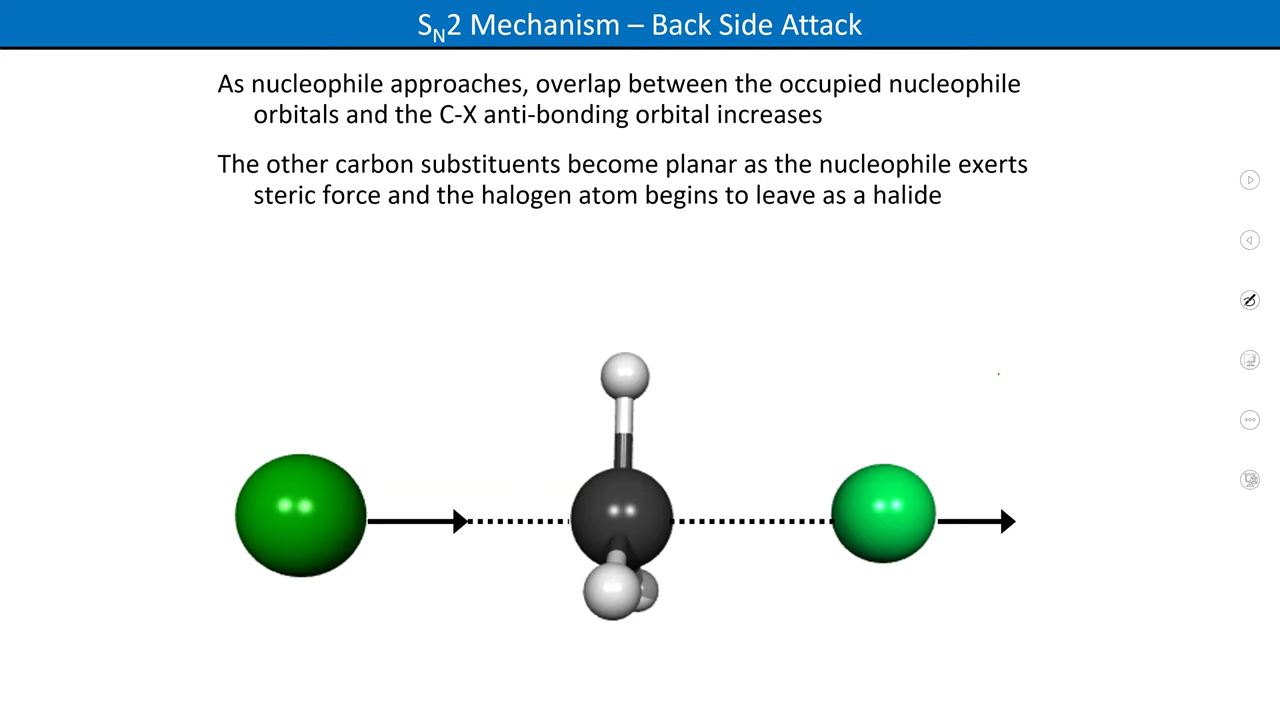 S_N2 Mechanism – Back Side Attack
As nucleophile approaches, overlap between the occupied nucleophile
orbitals and the C-X anti-bonding orbital increases
The other carbon substituents become planar as the nucleophile exerts
steric force and the halogen atom begins to leave as a halide